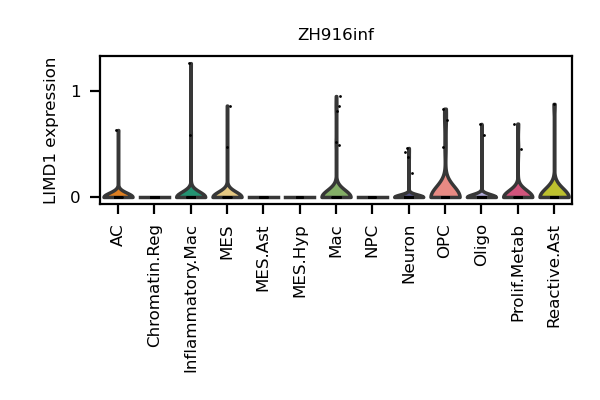 ZH916inf
LIMD1 expression
1
0
AC
Chromatin.Reg
Inflammatory.Mac
MES
MES.Ast
MES.Hyp
Mac
NPC
Neuron
OPC
Oligo
Prolif.Metab
Reactive.Ast